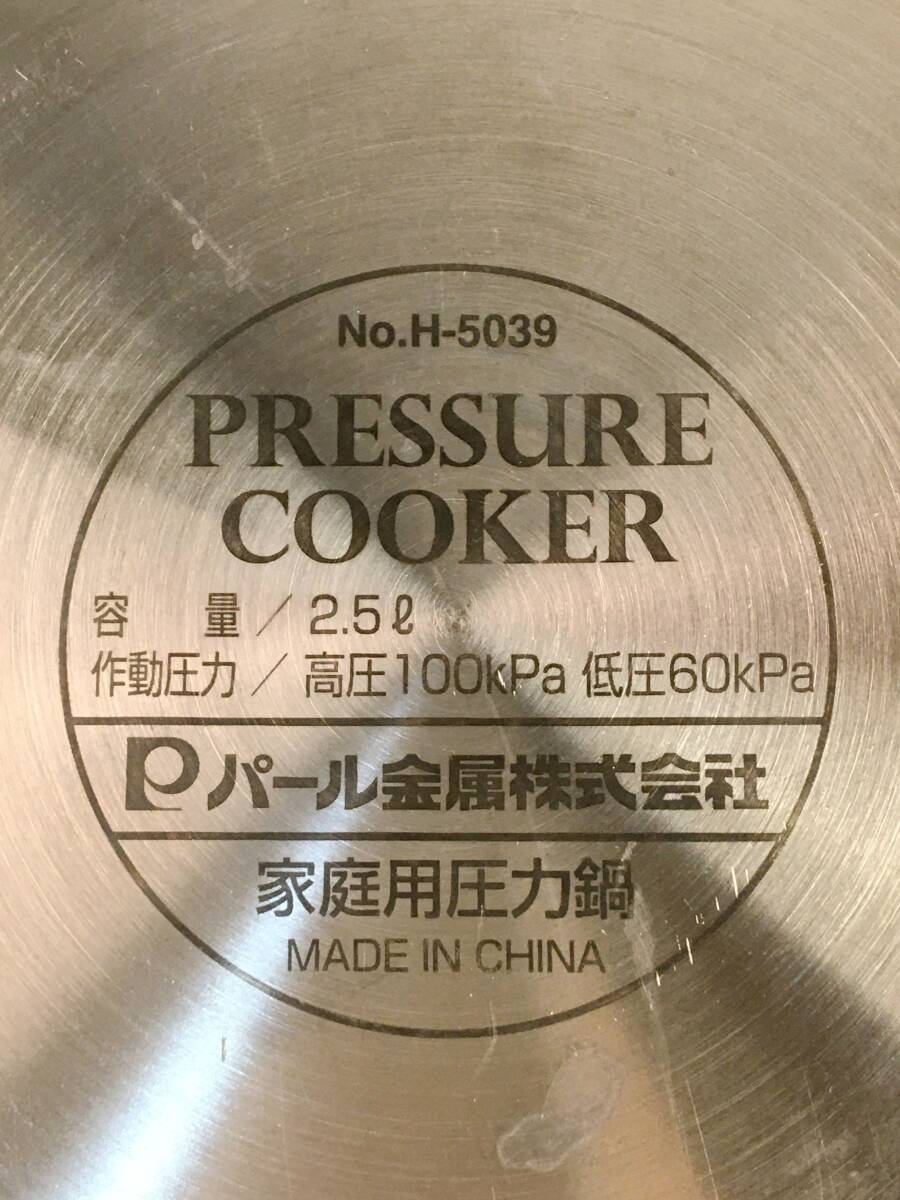 No.H-5039
PRESSURE
COOKER
容　量 / 2.5ℓ
作動圧力 / 高圧100kPa 低圧60kPa
パール金属株式会社
家庭用圧力鍋
MADE IN CHINA